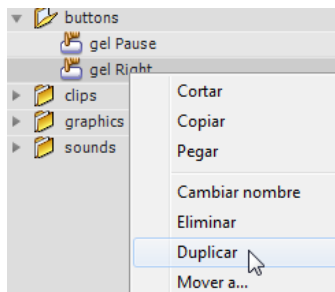 buttons
gel Pause
gel Right
clips
graphics
sounds
Cortar
Copiar
Pegar
Cambiar nombre
Eliminar
Duplicar
Mover a...